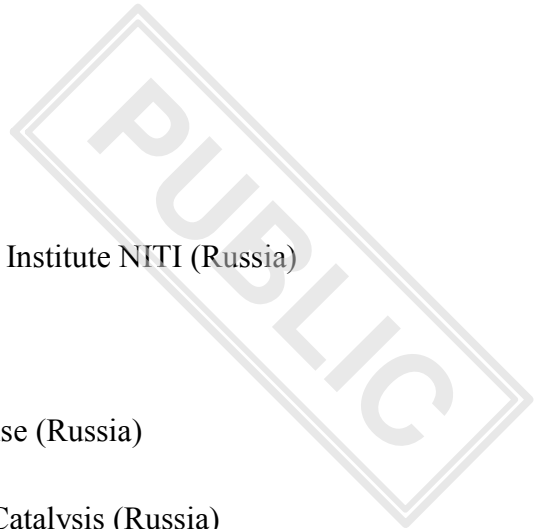 PUBLIC
Institute NITI (Russia)
se (Russia)
Catalysis (Russia)